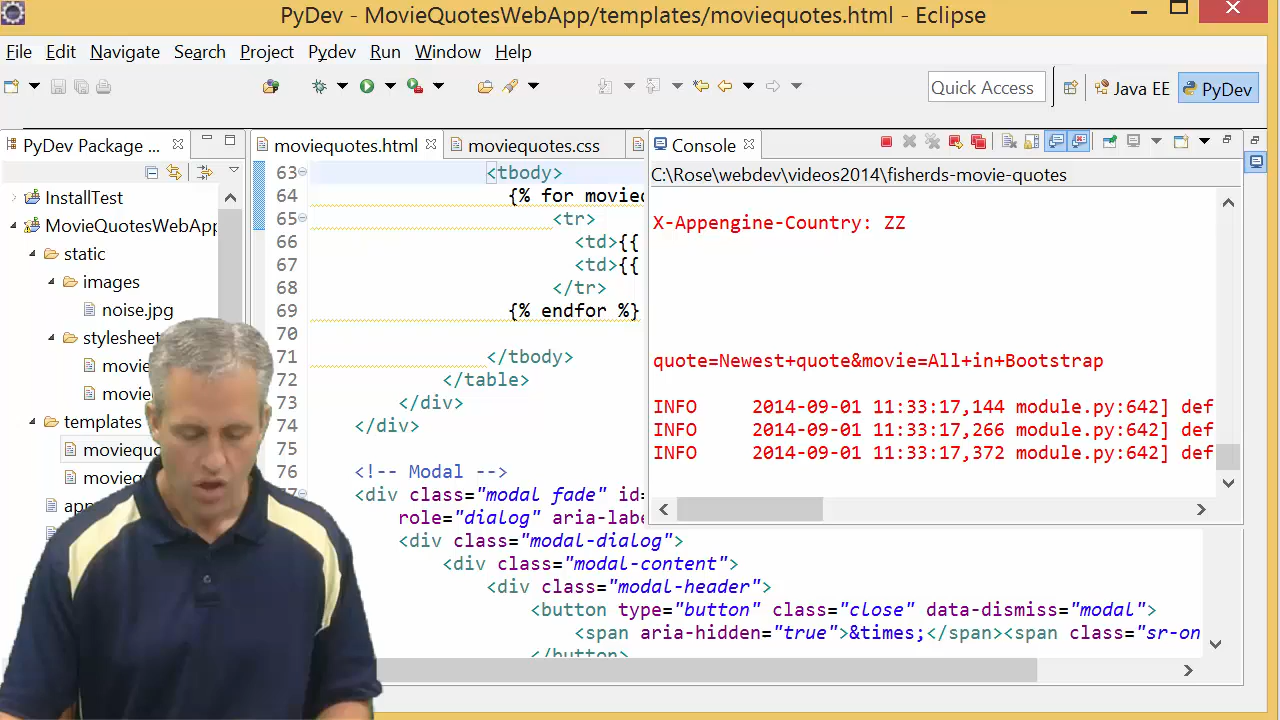 PyDev - MovieQuotesWebApp/templates/moviequotes.html - Eclipse
File Edit Navigate Search Project Pydev Run Window Help
Quick Access
Java EE
PyDev
PyDev Package ...
InstallTest
MovieQuotesWebApp
static
images
noise.jpg
stylesheet
movie
movie
templates
moviequo
movieq
app
moviequotes.html
moviequotes.css
63 <tbody>
64 {% for movieq
65 <tr>
66 <td>{{
67 <td>{{
68 </tr>
69 {% endfor %}
70
71 </tbody>
72 </table>
73 </div>
74 </div>
75
76 <!-- Modal -->
77 <div class="modal fade" id=
role="dialog" aria-labe
<div class="modal-dialog">
<div class="modal-content">
<div class="modal-header">
<button type="button" class="close" data-dismiss="modal">
<span aria-hidden="true">&times;</span><span class="sr-on
</button>
Console
C:\Rose\webdev\videos2014\fisherds-movie-quotes
X-Appengine-Country: ZZ
quote=Newest+quote&movie=All+in+Bootstrap
INFO 2014-09-01 11:33:17,144 module.py:642] def
INFO 2014-09-01 11:33:17,266 module.py:642] def
INFO 2014-09-01 11:33:17,372 module.py:642] def